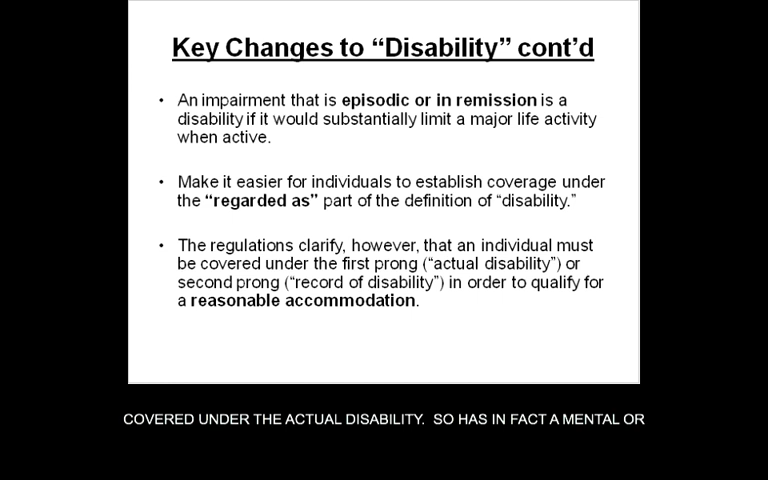 Key Changes to “Disability” cont’d
• An impairment that is episodic or in remission is a
disability if it would substantially limit a major life activity
when active.
• Make it easier for individuals to establish coverage under
the “regarded as” part of the definition of “disability.”
• The regulations clarify, however, that an individual must
be covered under the first prong (“actual disability”) or
second prong (“record of disability”) in order to qualify for
a reasonable accommodation.
COVERED UNDER THE ACTUAL DISABILITY.  SO HAS IN FACT A MENTAL OR